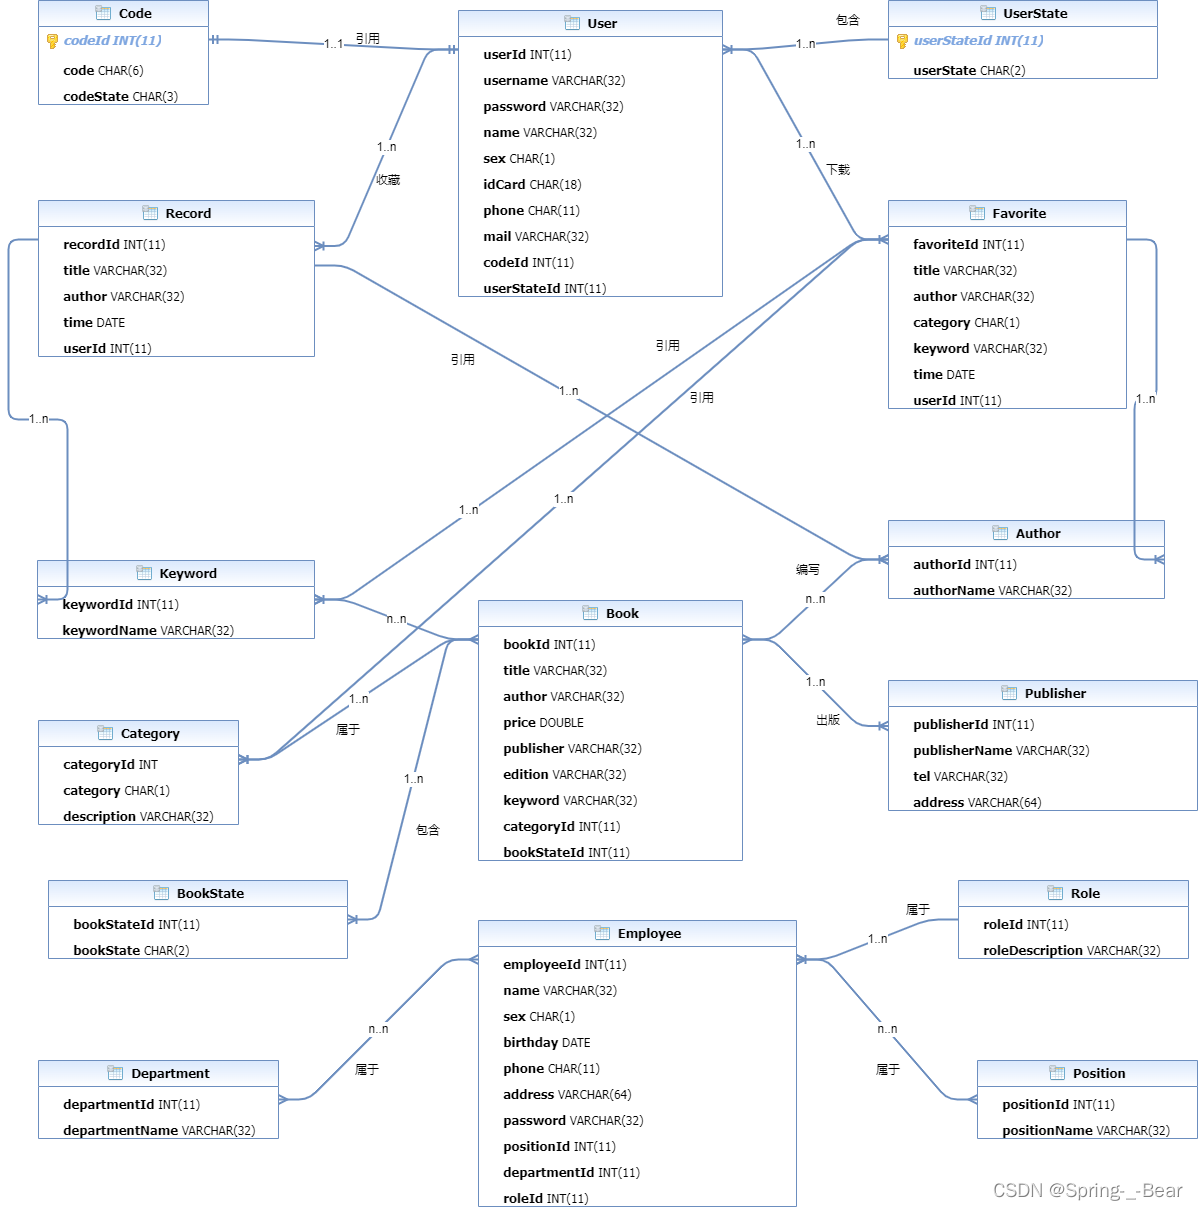 Code
codeId INT(11)
code CHAR(6)
codeState CHAR(3)
1..1
引用
User
userId INT(11)
username VARCHAR(32)
password VARCHAR(32)
name VARCHAR(32)
sex CHAR(1)
idCard CHAR(18)
phone CHAR(11)
mail VARCHAR(32)
codeId INT(11)
userStateId INT(11)
包含
1..n
UserState
userStateId INT(11)
userState CHAR(2)
1..n
收藏
1..n
下载
Record
recordId INT(11)
title VARCHAR(32)
author VARCHAR(32)
time DATE
userId INT(11)
Favorite
favoriteId INT(11)
title VARCHAR(32)
author VARCHAR(32)
category CHAR(1)
keyword VARCHAR(32)
time DATE
userId INT(11)
引用
引用
1..n
引用
1..n
1..n
1..n
1..n
Keyword
keywordId INT(11)
keywordName VARCHAR(32)
Author
authorId INT(11)
authorName VARCHAR(32)
编写
n..n
n..n
Book
bookId INT(11)
title VARCHAR(32)
author VARCHAR(32)
price DOUBLE
publisher VARCHAR(32)
edition VARCHAR(32)
keyword VARCHAR(32)
categoryId INT(11)
bookStateId INT(11)
1..n
出版
Publisher
publisherId INT(11)
publisherName VARCHAR(32)
tel VARCHAR(32)
address VARCHAR(64)
1..n
属于
Category
categoryId INT
category CHAR(1)
description VARCHAR(32)
1..n
包含
BookState
bookStateId INT(11)
bookState CHAR(2)
Employee
employeeId INT(11)
name VARCHAR(32)
sex CHAR(1)
birthday DATE
phone CHAR(11)
address VARCHAR(64)
password VARCHAR(32)
positionId INT(11)
departmentId INT(11)
roleId INT(11)
属于
1..n
Role
roleId INT(11)
roleDescription VARCHAR(32)
n..n
属于
Department
departmentId INT(11)
departmentName VARCHAR(32)
n..n
属于
Position
positionId INT(11)
positionName VARCHAR(32)
CSDN @Spring-_-Bear